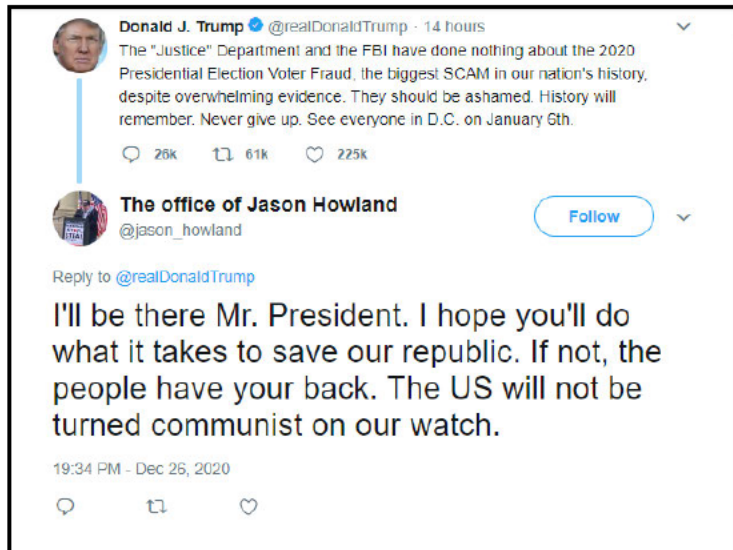 Donald J. Trump @realDonaldTrump · 14 hours
The "Justice" Department and the FBI have done nothing about the 2020
Presidential Election Voter Fraud, the biggest SCAM in our nation's history,
despite overwhelming evidence. They should be ashamed. History will
remember. Never give up. See everyone in D.C. on January 6th.
26k 61k 225k
The office of Jason Howland
@jason_howland
Follow
Reply to @realDonaldTrump
I'll be there Mr. President. I hope you'll do
what it takes to save our republic. If not, the
people have your back. The US will not be
turned communist on our watch.
19:34 PM - Dec 26, 2020